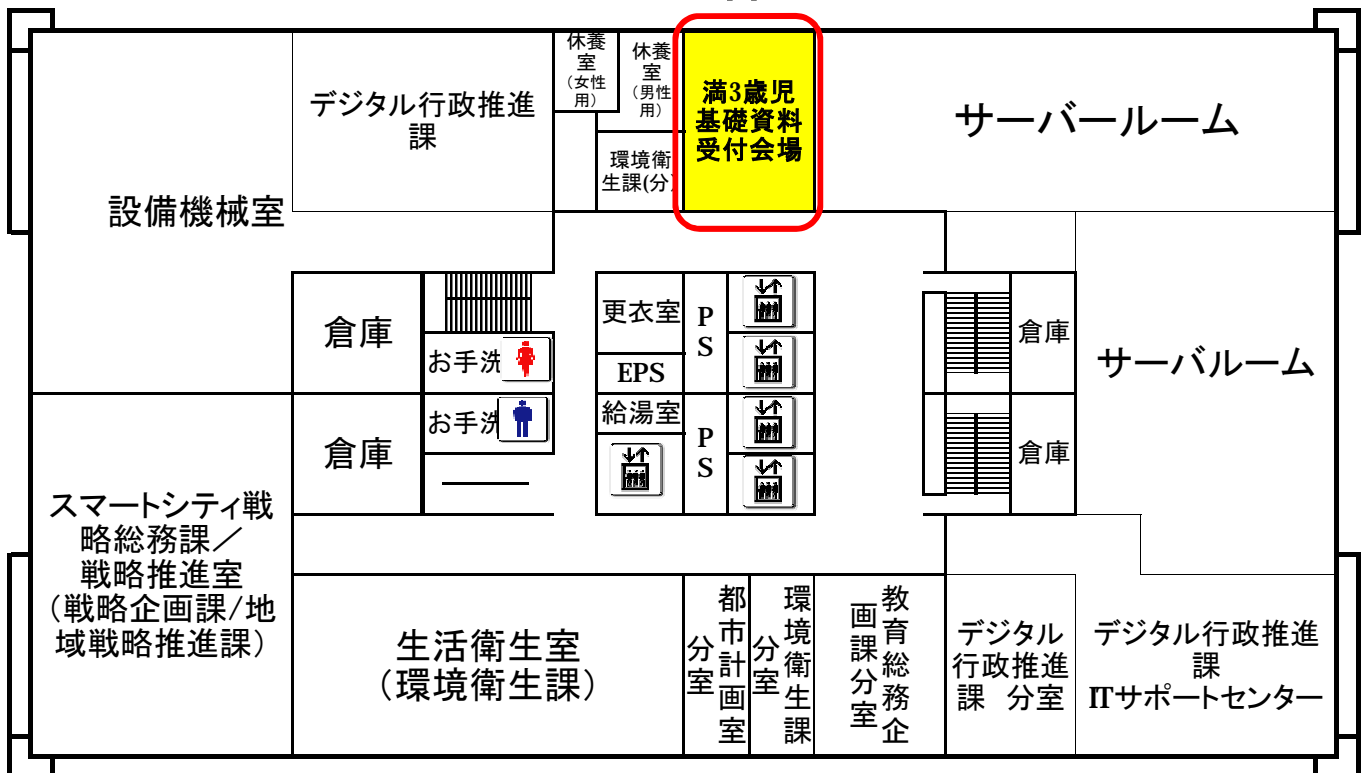 休養
室
（女性
用）
休養
室
（男性
用）
満3歳児
基礎資料
受付会場
デジタル行政推進
課
サーバールーム
環境衛
生課(分)
設備機械室
倉庫
お手洗
更衣室
EPS
P
S
倉庫
サーバルーム
倉庫
お手洗
給湯室
P
S
倉庫
スマートシティ戦
略総務課／
戦略推進室
（戦略企画課/地
域戦略推進課）
生活衛生室
（環境衛生課）
都市計画室
分室
環境衛生課
分室
教育総務企
画課分室
デジタル
行政推進
課　分室
デジタル行政推進
課
ITサポートセンター